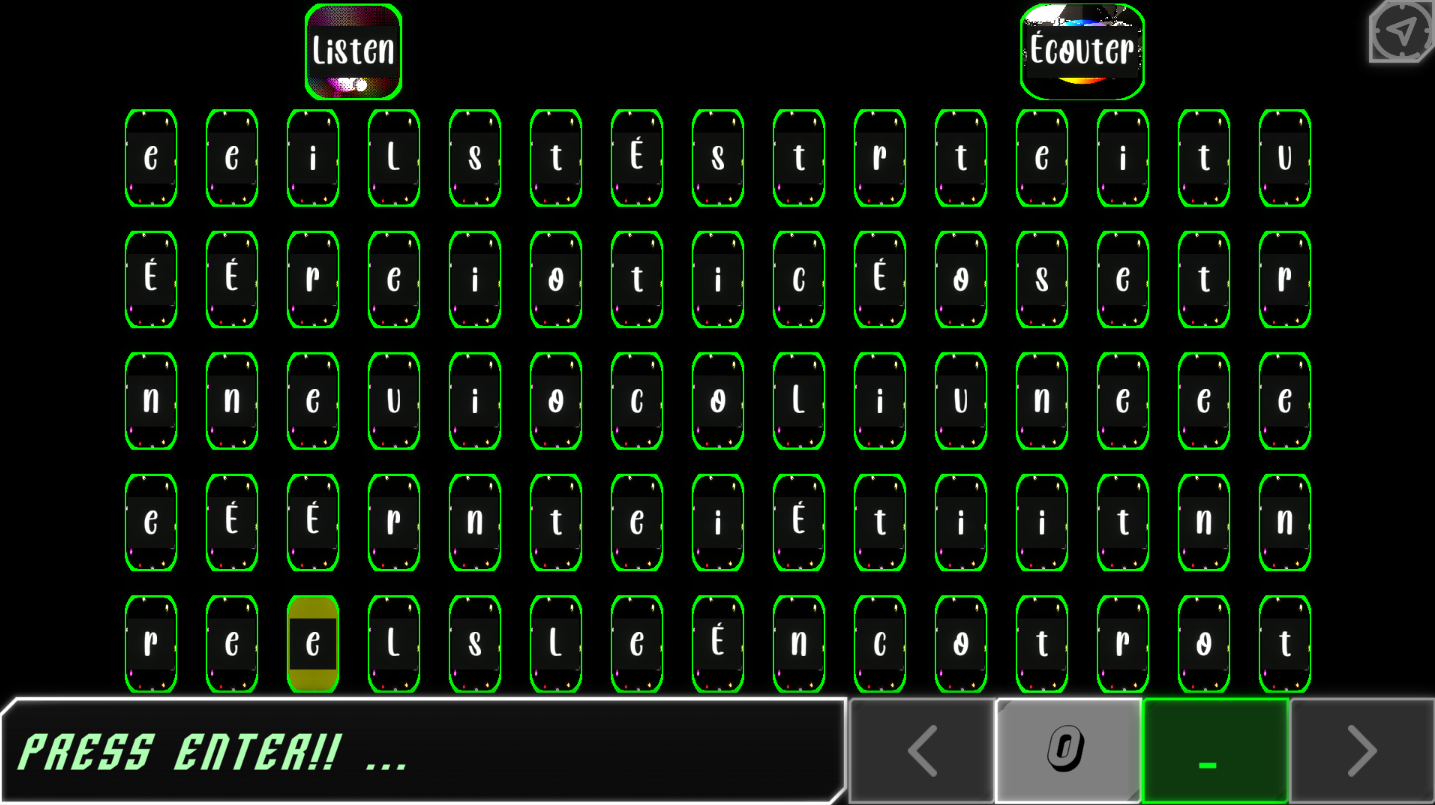 Listen Écouter
e e i L s t É s t r t e i t u
É É r e i o t i c É o s e t r
n n e u i o c o L i u n e e e
e É É r n t e i É t i i t n n
r e e L s L e É n c o t r o t
PRESS ENTER!! ... < 0 _ >